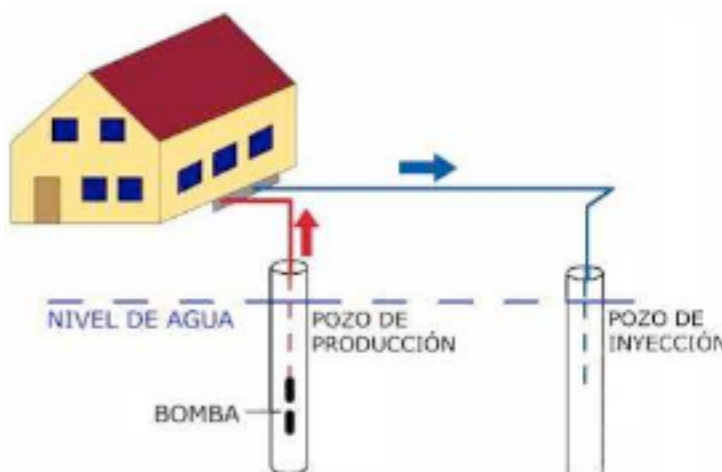 NIVEL DE AGUA
POZO DE
PRODUCCIÓN
POZO DE
INYECCIÓN
BOMBA